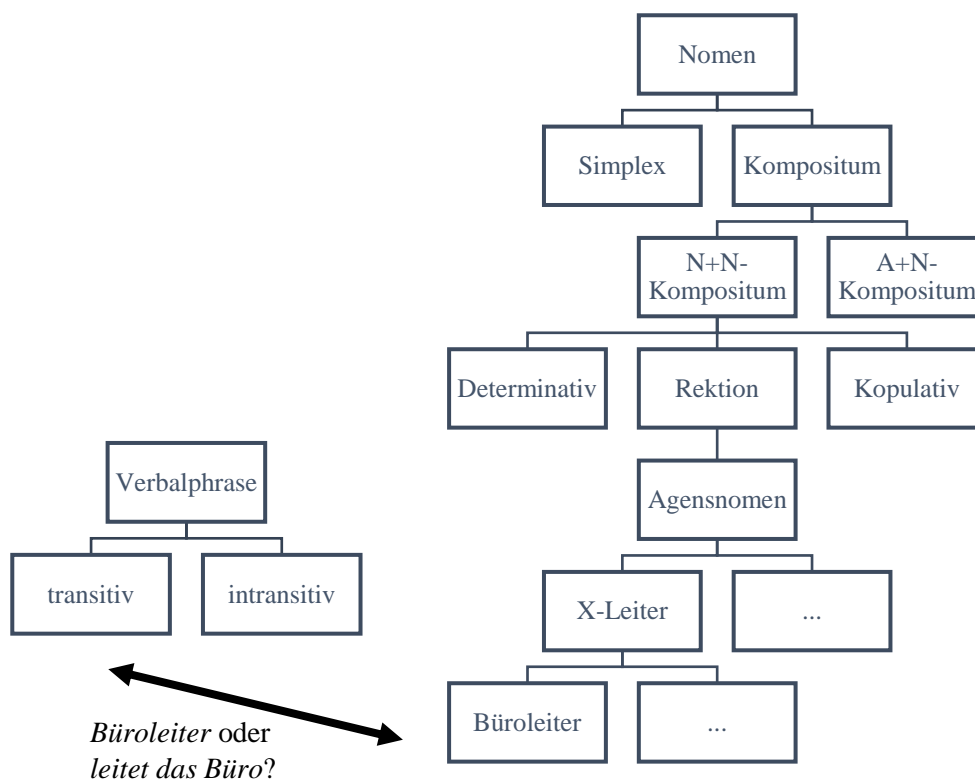 Nomen
Simplex
Kompositum
N+N-
Kompositum
A+N-
Kompositum
Determinativ
Rektion
Kopulativ
Verbalphrase
Agensnomen
transitiv
intransitiv
X-Leiter
...
Büroleiter
...
Büroleiter oder
leitet das Büro?